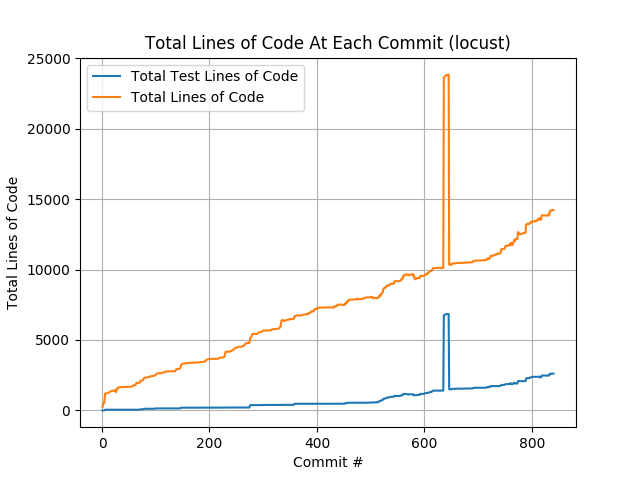 Total Lines of Code At Each Commit (locust)
Total Test Lines of Code
Total Lines of Code
Total Lines of Code
25000
20000
15000
10000
5000
0
0 200 400 600 800
Commit #